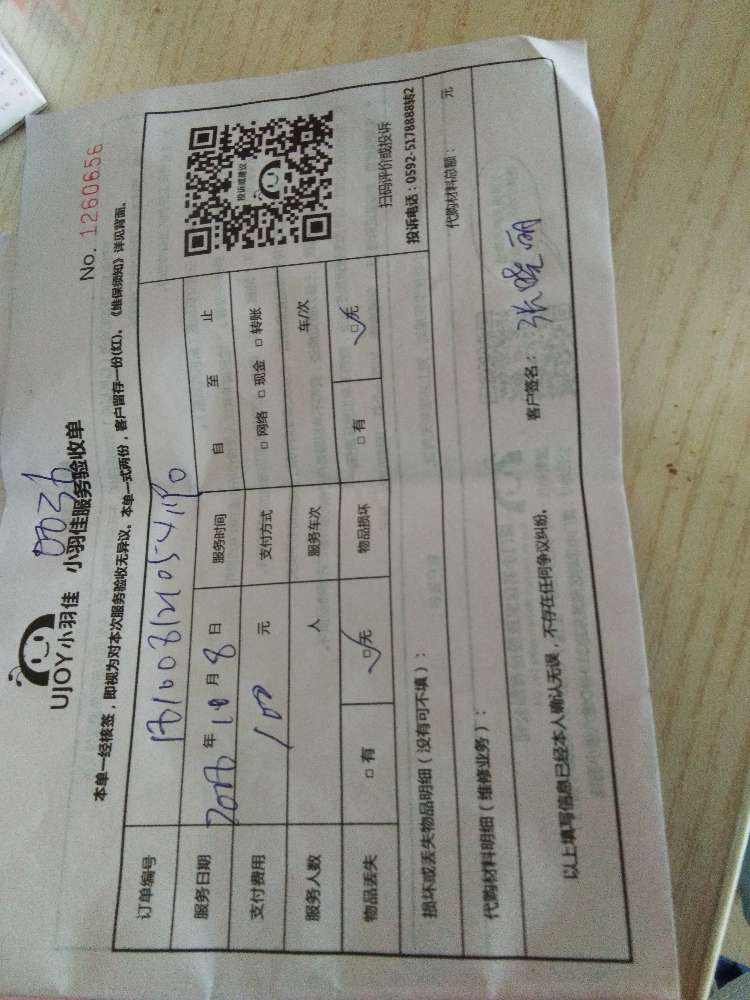 UJOY小羽佳 小羽佳服务验收单
No. 1260656
本单一经核签，即视为对本次服务验收无异议。本单一式两份，客户留存一份(红)。《维保须知》详见背面。
订单编号
服务日期 年 10 月 8 日 服务时间 自 至 止
支付费用 100 元 支付方式 □ 网络 □ 现金 □ 转账
服务人数 人 服务车次 车/次
物品丢失 □ 有 □ 无 物品损坏 □ 有 □ 无
投诉或建议
扫码评价或投诉
投诉电话：0592-5178888转2
损坏或丢失物品明细（没有可不填）：
代购材料明细（维修业务）： 代购材料总额： 元
以上填写信息已经本人确认无误，不存在任何争议纠纷。 客户签名： 张晓丽